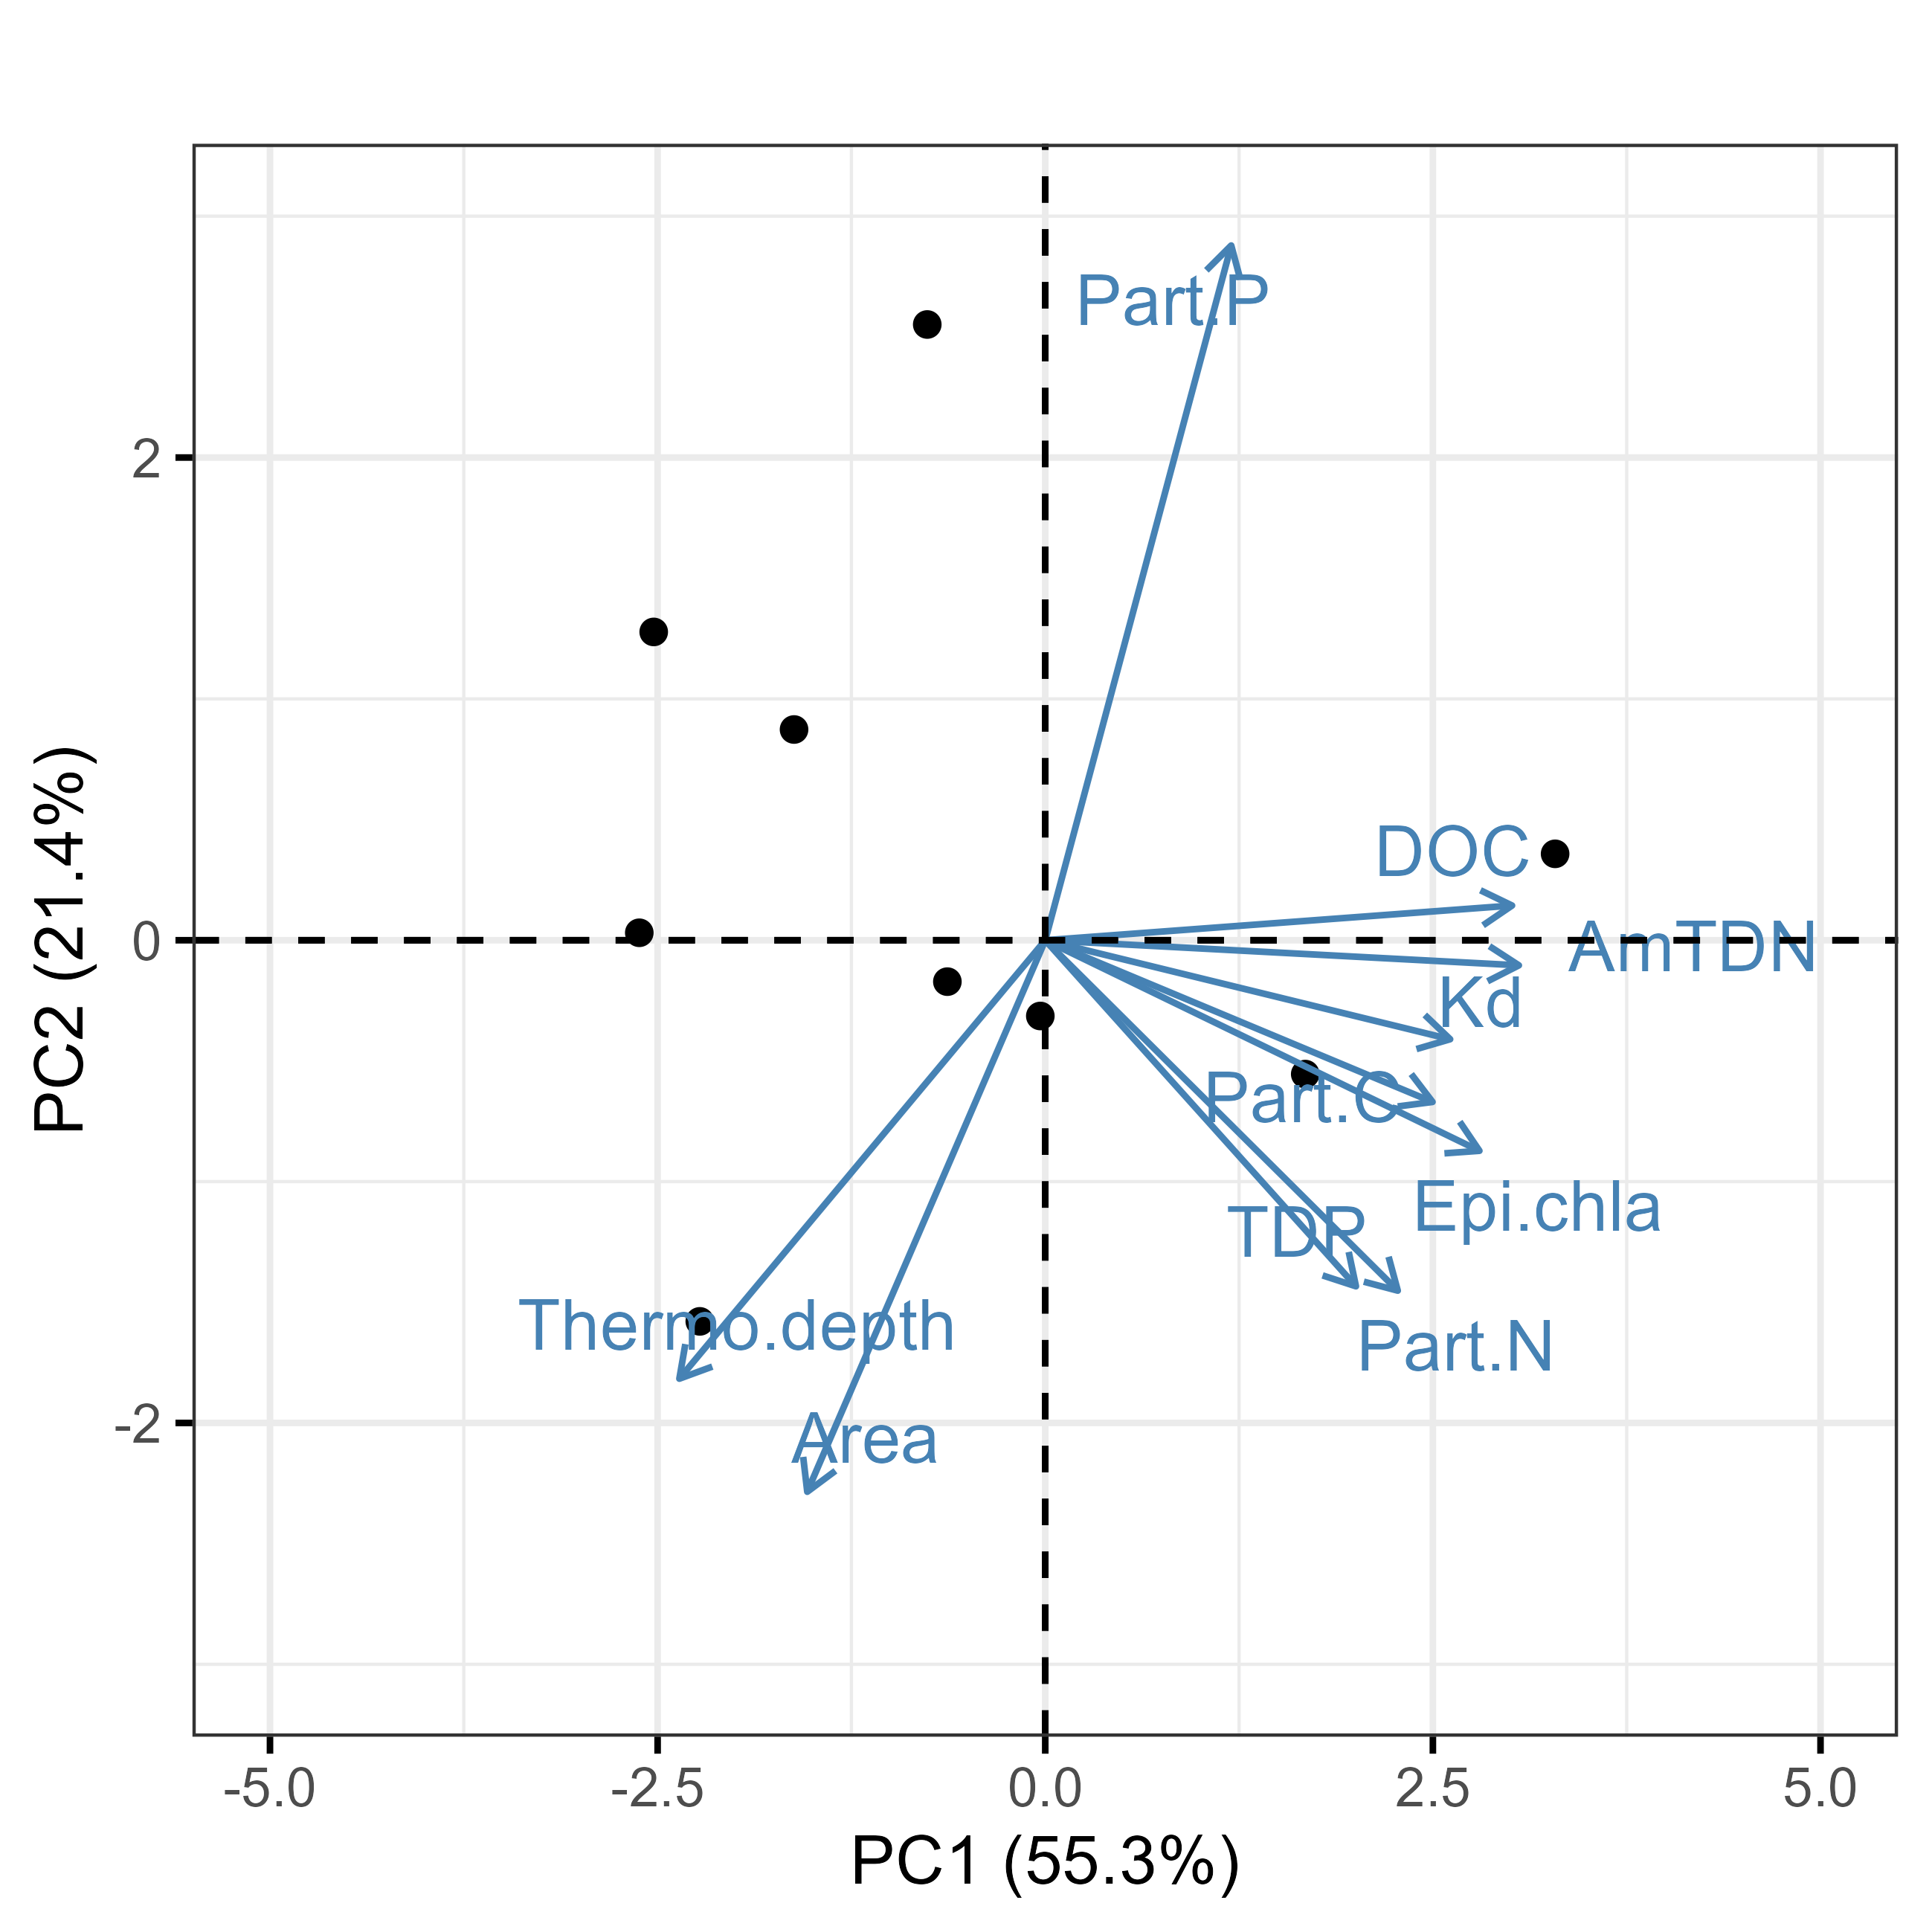 Part.P
2
DOC
PC2 (21.4%)
0
AmTDN
Kd
Part.C
Epi.chla
TDP
Thermo.depth
Part.N
-2
Area
-5.0
-2.5
0.0
2.5
5.0
PC1 (55.3%)